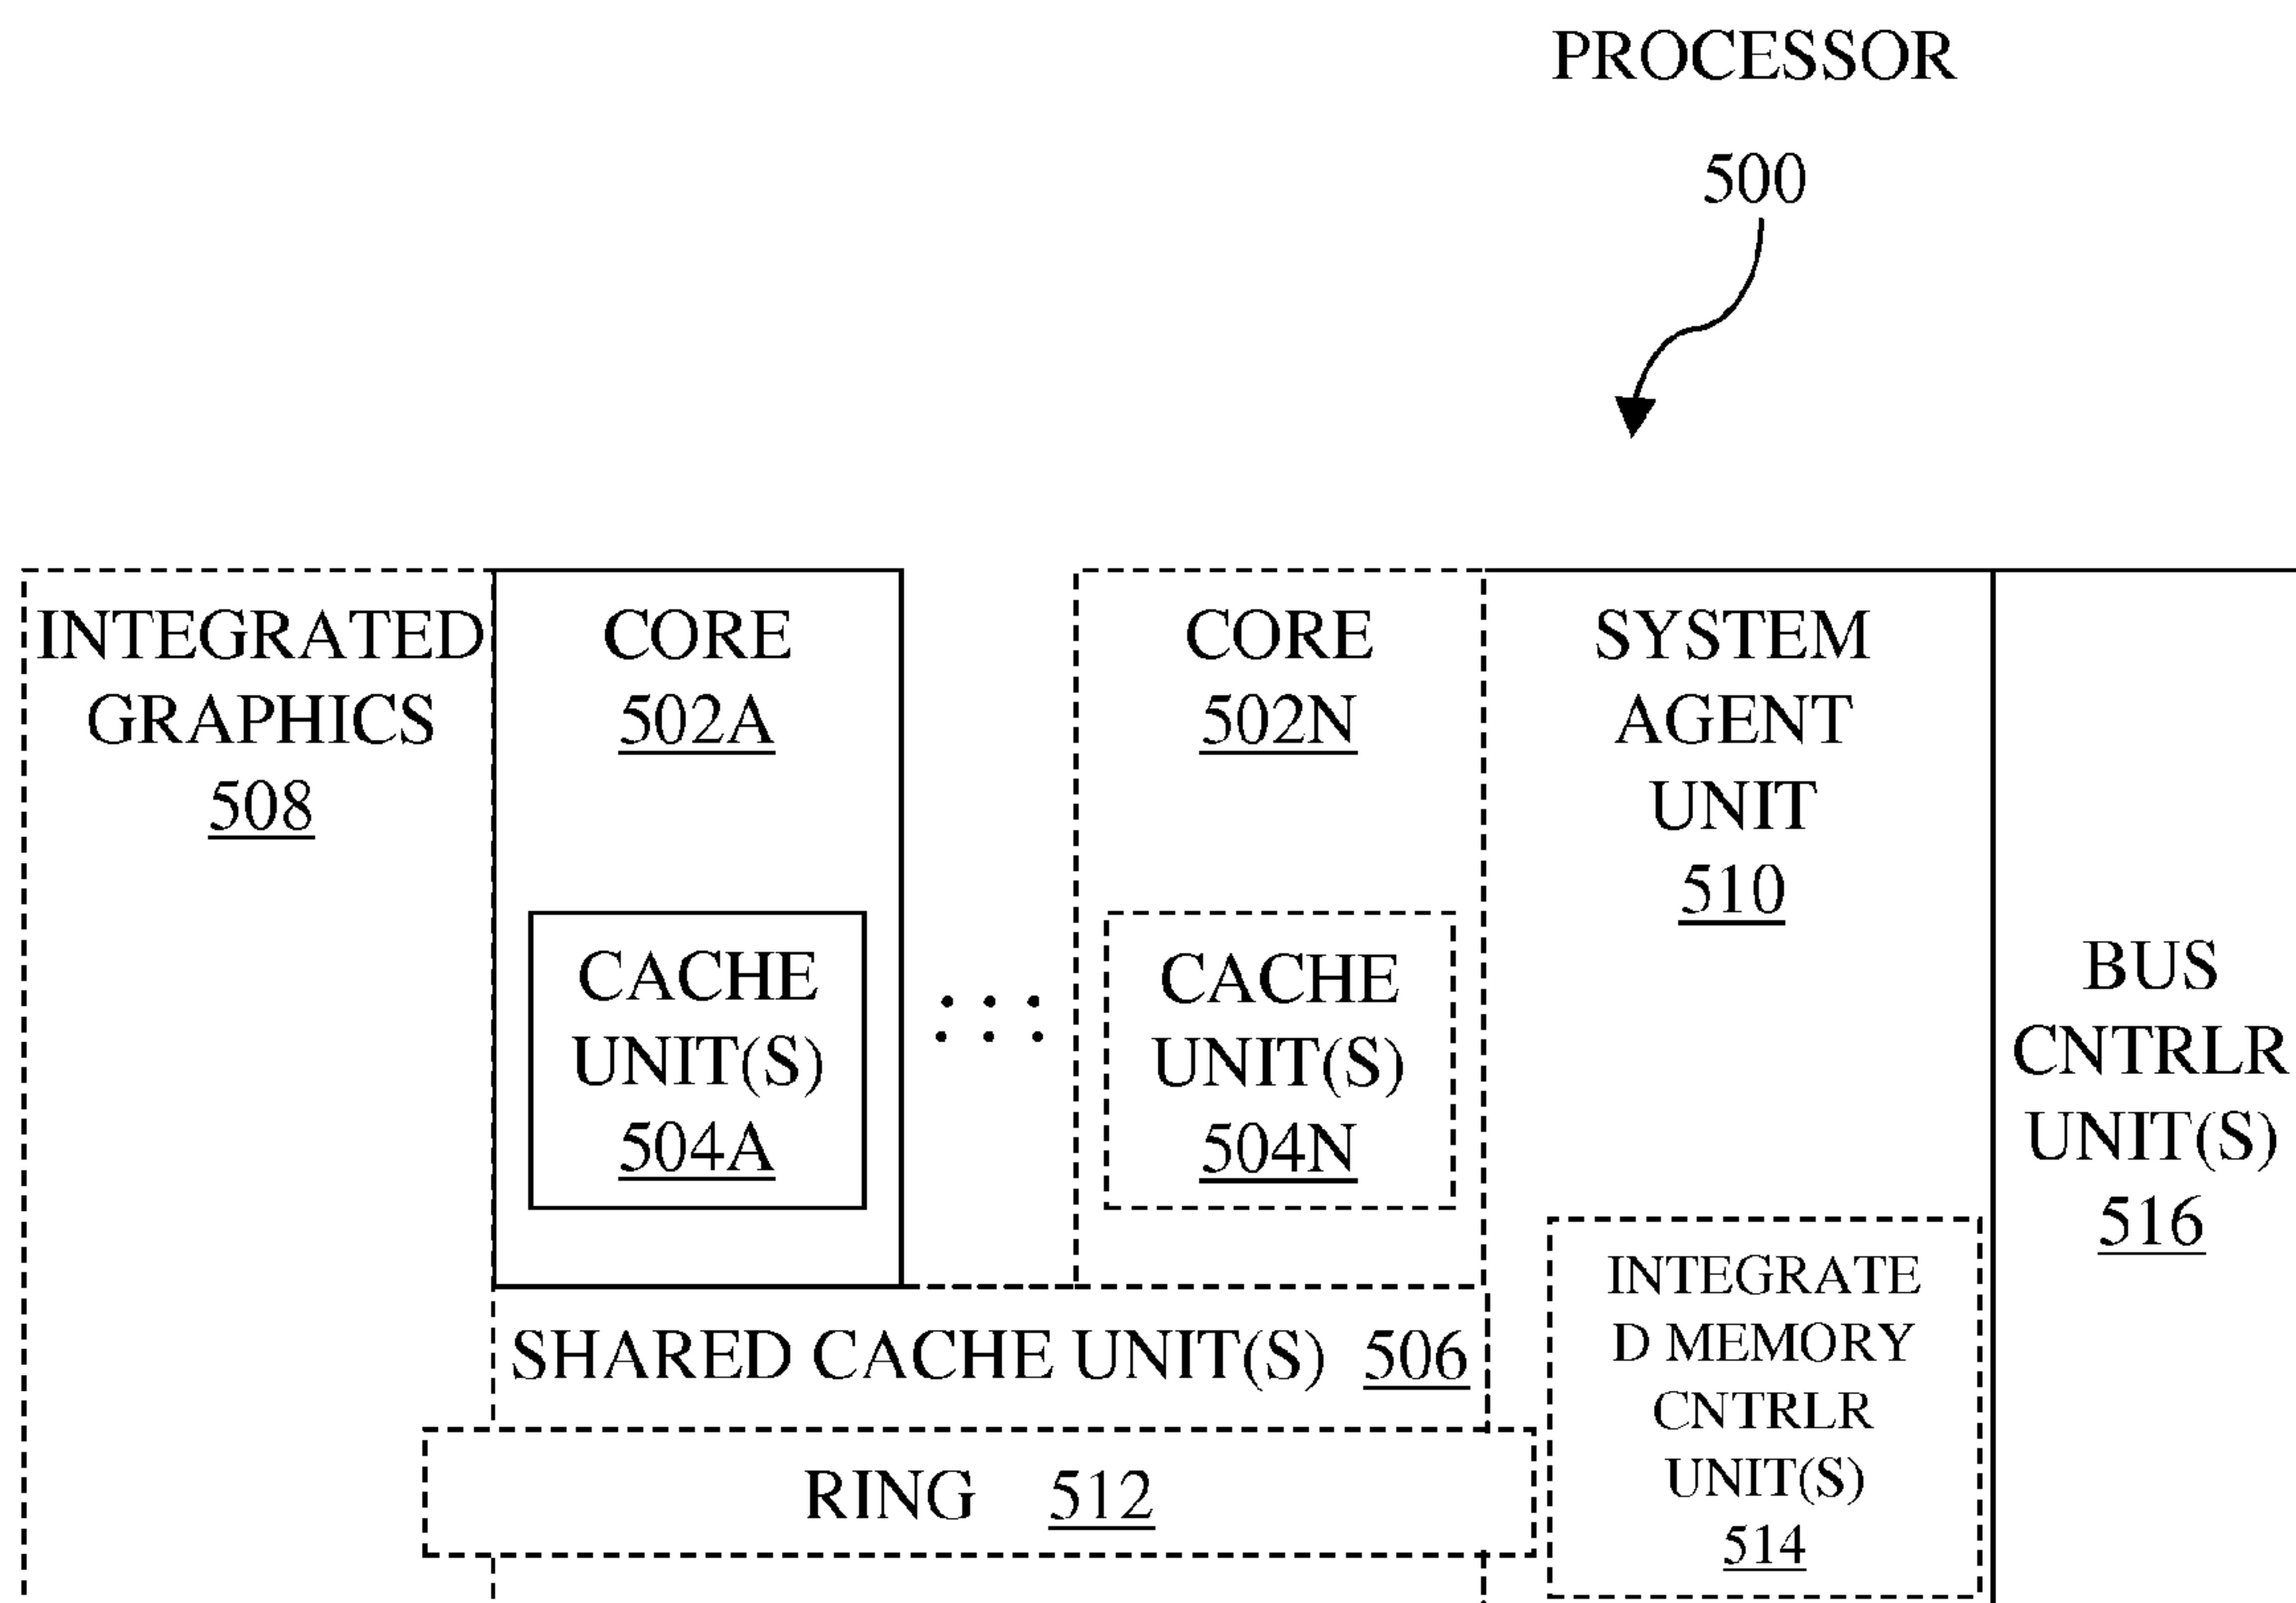 PROCESSOR
500
INTEGRATED
GRAPHICS
508
CORE
502A
CACHE
UNIT(S)
504A
CORE
502N
CACHE
UNIT(S)
504N
SYSTEM
AGENT
UNIT
510
BUS
CNTRLR
UNIT(S)
516
INTEGRATE
D MEMORY
CNTRLR
UNIT(S)
514
SHARED CACHE UNIT(S) 506
RING 512